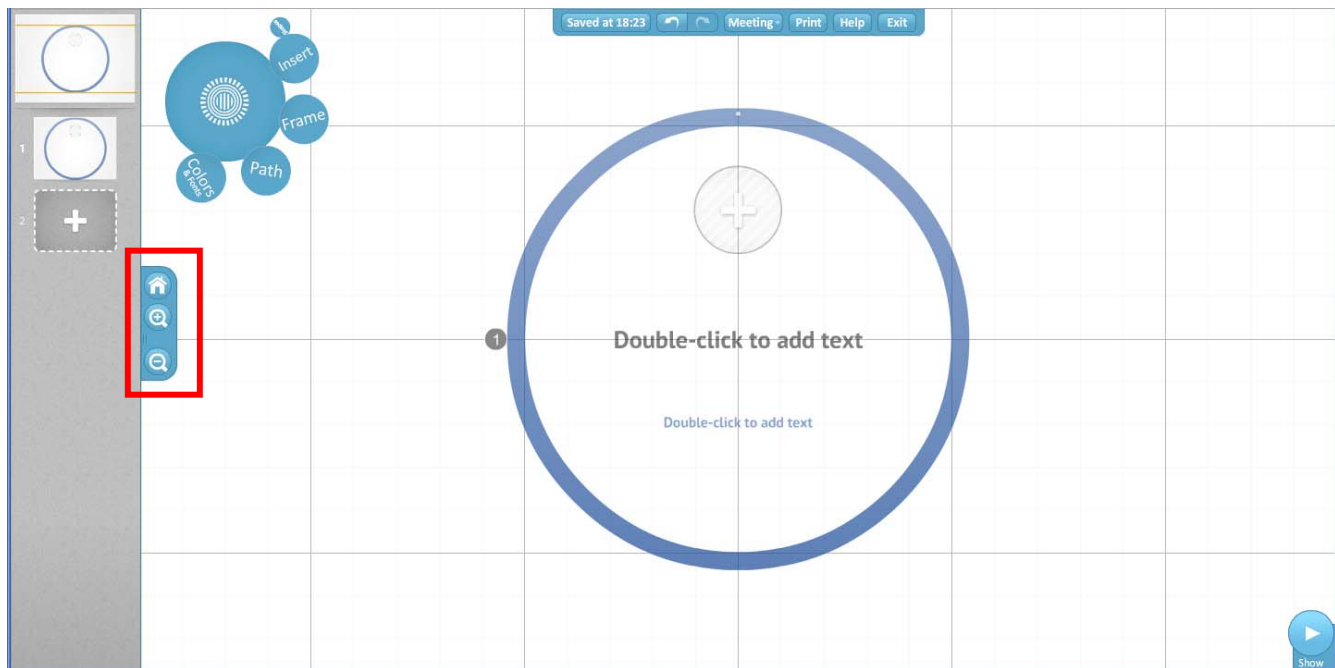 Saved at 18:23 Meeting Print Help Exit
Insert
Frame
Path
Colors
& Fonts
1
2
1
Double-click to add text
Double-click to add text
Show